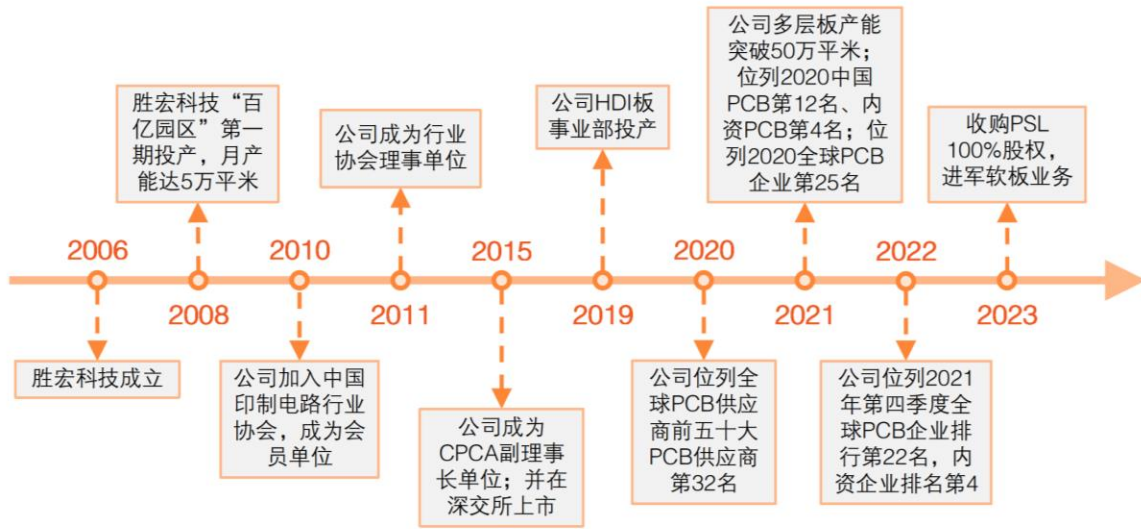 胜宏科技“百
亿园区”第一
期投产，月产
能达5万平米
公司成为行业
协会理事单位
公司HDI板
事业部投产
公司多层板产能
突破50万平米；
位列2020中国
PCB第12名、内
资PCB第4名；位
列2020全球PCB
企业第25名
收购PSL
100%股权，
进军软板业务
2006
2008
2010
2011
2015
2019
2020
2021
2022
2023
胜宏科技成立
公司加入中国
印制电路行业
协会，成为会
员单位
公司成为
CPCA副理事
长单位；并在
深交所上市
公司位列全
球PCB供应
商前五十大
PCB供应商
第32名
公司位列2021
年第四季度全
球PCB企业排
行第22名，内
资企业排名第4